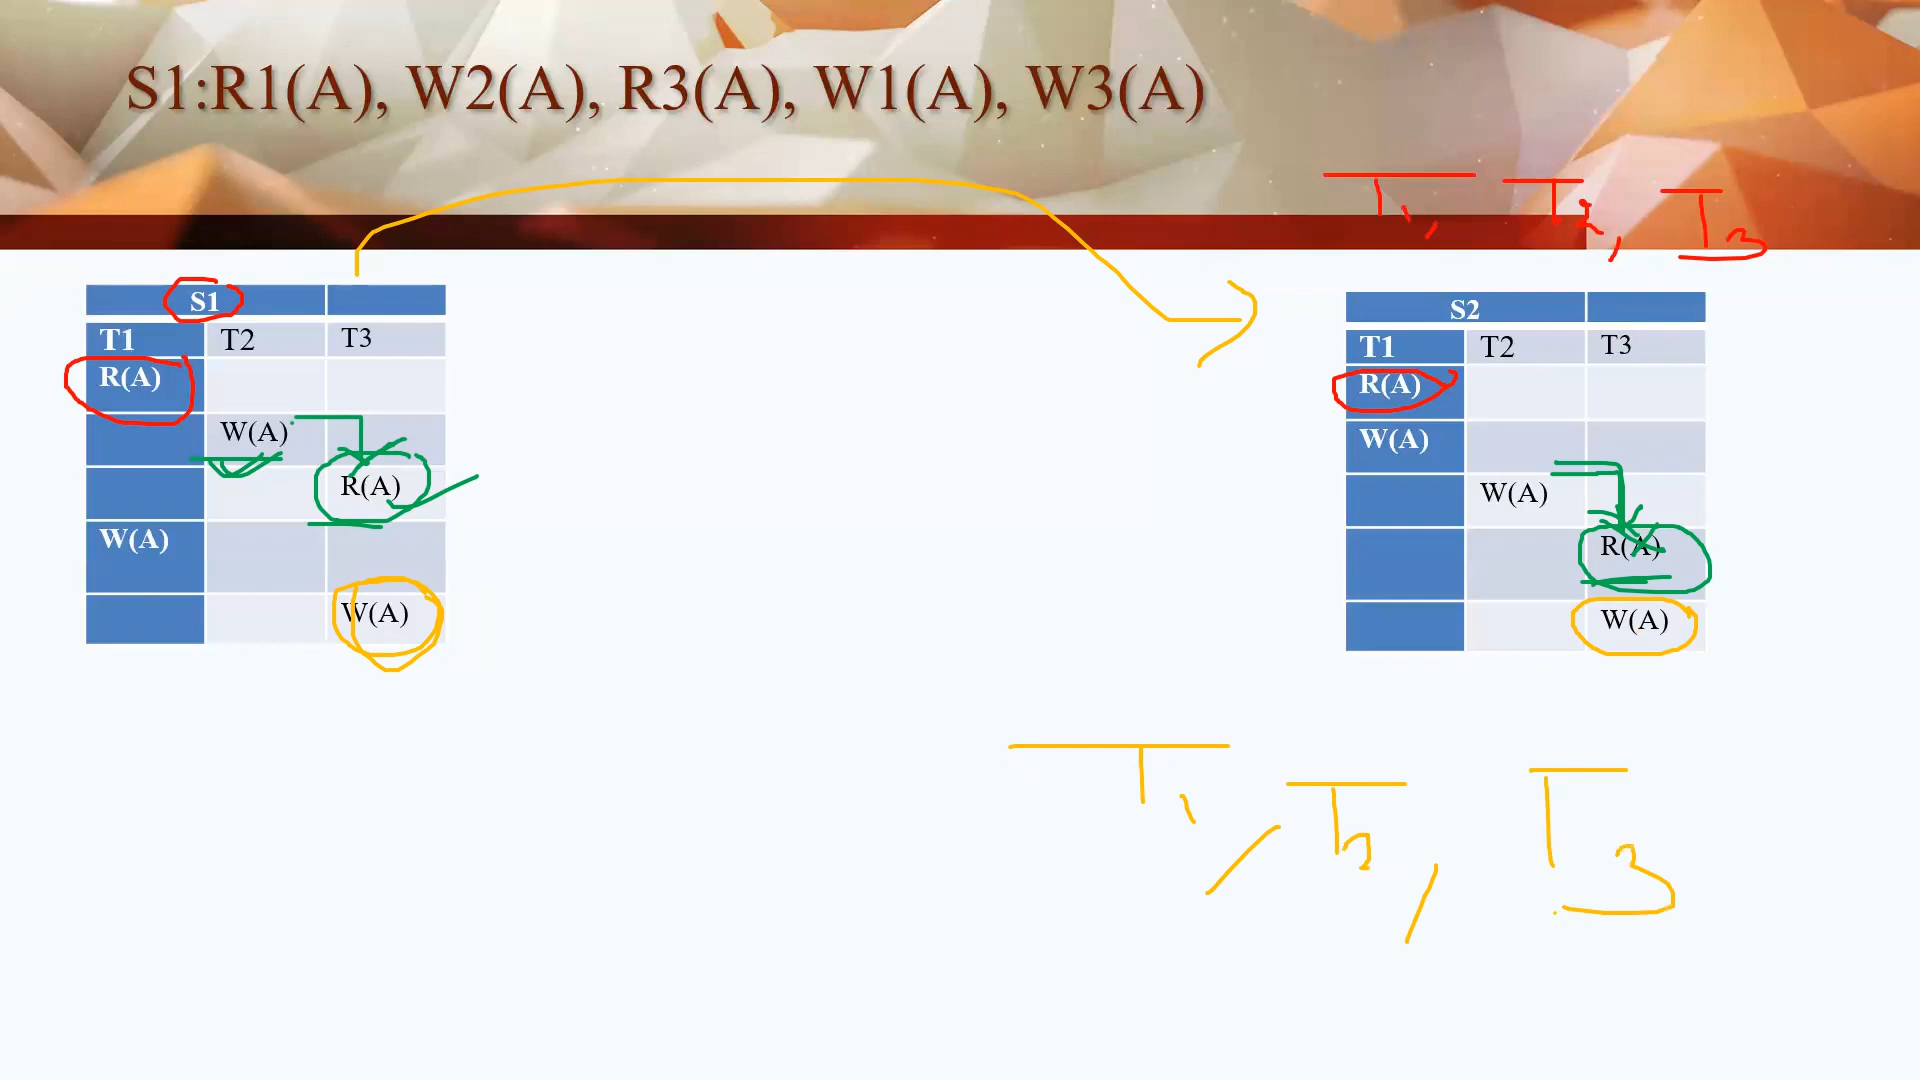 S1:R1(A), W2(A), R3(A), W1(A), W3(A)
T1, T2, T3
S1
T1 T2 T3
R(A)
W(A)
R(A)
W(A)
W(A)
S2
T1 T2 T3
R(A)
W(A)
W(A)
R(A)
W(A)
T1, T2, T3